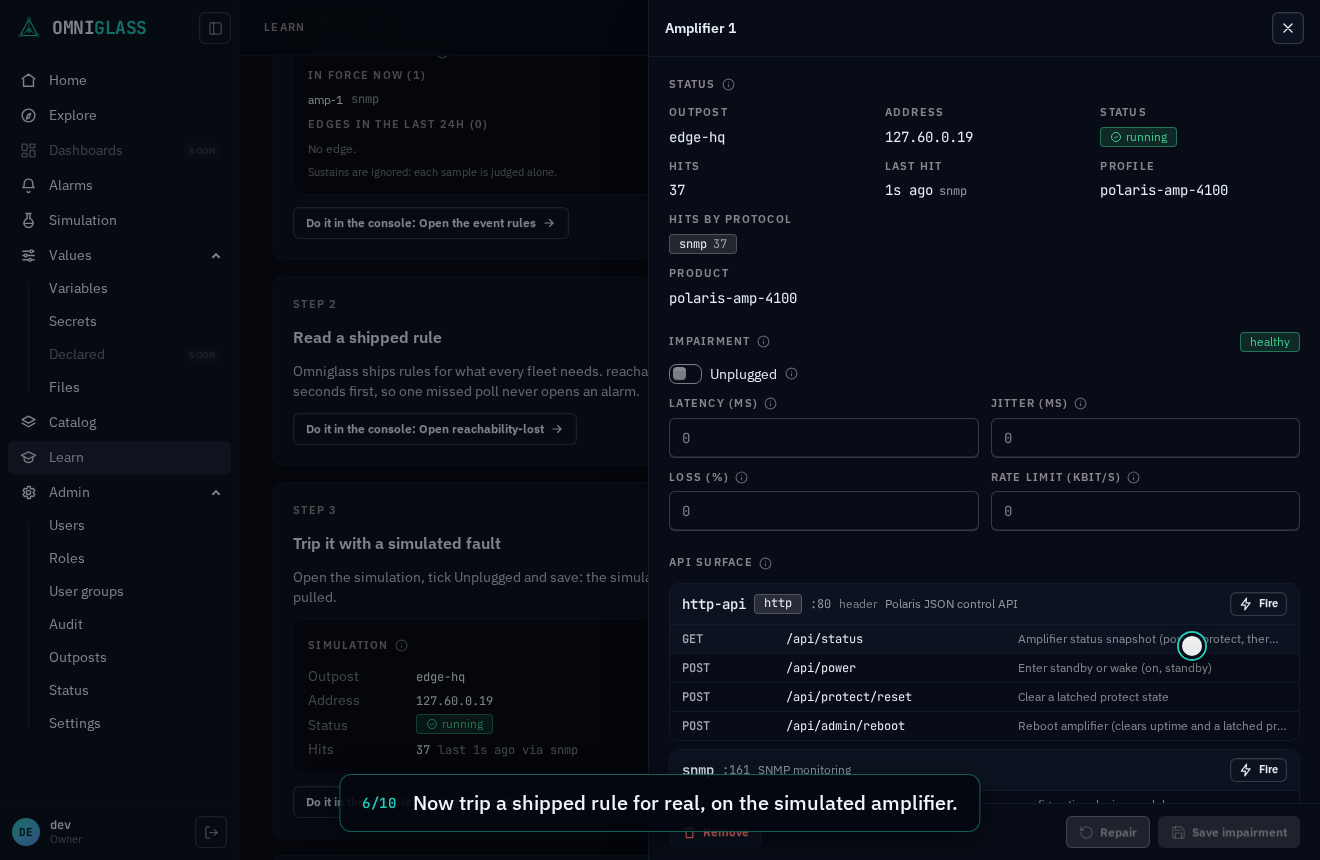 OMNIGLASS
Home
Explore
Dashboards SOON
Alarms
Simulation
Values
Variables
Secrets
Declared SOON
Files
Catalog
Learn
Admin
Users
Roles
User groups
Audit
Outposts
Status
Settings
DE dev
Owner
LEARN
IN FORCE NOW (1)
amp-1 snmp
EDGES IN THE LAST 24H (0)
No edge.
Sustains are ignored: each sample is judged alone.
Do it in the console: Open the event rules →
STEP 2
Read a shipped rule
Omniglass ships rules for what every fleet needs.
seconds first, so one missed poll never opens an alarm.
Do it in the console: Open reachability-lost →
STEP 3
Trip it with a simulated fault
Open the simulation, tick Unplugged and save: the
pulled.
SIMULATION
Outpost edge-hq
Address 127.60.0.19
Status running
Hits 37 last 1s ago via snmp
Do it
Amplifier 1
STATUS
OUTPOST ADDRESS STATUS
edge-hq 127.60.0.19 running
HITS LAST HIT PROFILE
37 1s ago snmp polaris-amp-4100
HITS BY PROTOCOL
snmp 37
PRODUCT
polaris-amp-4100
IMPAIRMENT healthy
Unplugged
LATENCY (MS) JITTER (MS)
0 0
LOSS (%) RATE LIMIT (KBIT/S)
0 0
API SURFACE
http-api http :80 header Polaris JSON control API Fire
GET /api/status Amplifier status snapshot
POST /api/power Enter standby or wake (on, standby)
POST /api/protect/reset Clear a latched protect state
POST /api/admin/reboot Reboot amplifier (clears uptime and a latched pr...
snmp :161 SNMP monitoring Fire
Remove Repair Save impairment
6/10 Now trip a shipped rule for real, on the simulated amplifier.